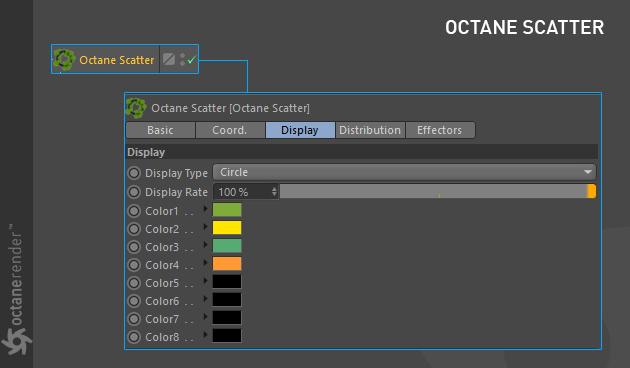 OCTANE SCATTER
Octane Scatter
Octane Scatter [Octane Scatter]
Basic Coord. Display Distribution Effectors
Display
Display Type Circle
Display Rate 100 %
Color1 . .
Color2 . .
Color3 . .
Color4 . .
Color5 . .
Color6 . .
Color7 . .
Color8 . .
octanerender™